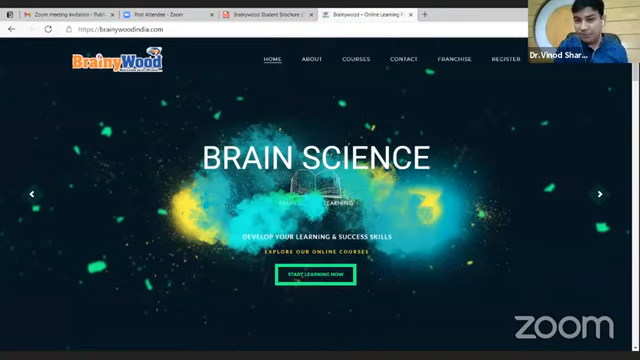 Zoom meeting invitation - Publi
Post Attendee - Zoom
Brainywood Student Brochure (2
Brainywood – Online Learning P
https://brainywoodindia.com
Dr.Vinod Shar...
BrainyWood
HOME ABOUT COURSES CONTACT FRANCHISE REGISTER
BRAIN SCIENCE
LEARNING
DEVELOP YOUR LEARNING & SUCCESS SKILLS
EXPLORE OUR ONLINE COURSES
START LEARNING NOW
zoom